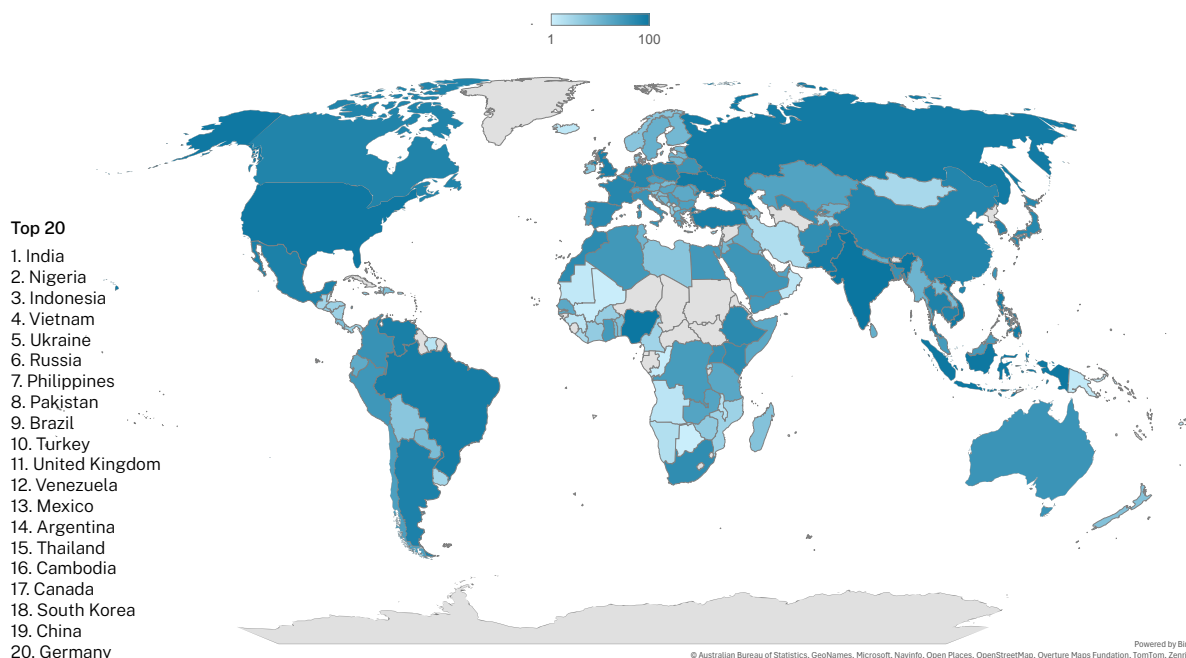 1 100
Top 20
1. India
2. Nigeria
3. Indonesia
4. Vietnam
5. Ukraine
6. Russia
7. Philippines
8. Pakistan
9. Brazil
10. Turkey
11. United Kingdom
12. Venezuela
13. Mexico
14. Argentina
15. Thailand
16. Cambodia
17. Canada
18. South Korea
19. China
20. Germany
Powered by Bi
© Australian Bureau of Statistics, GeoNames, Microsoft, Navinfo, Open Places, OpenStreetMap, Overture Maps Fundation, TomTom, Zenri